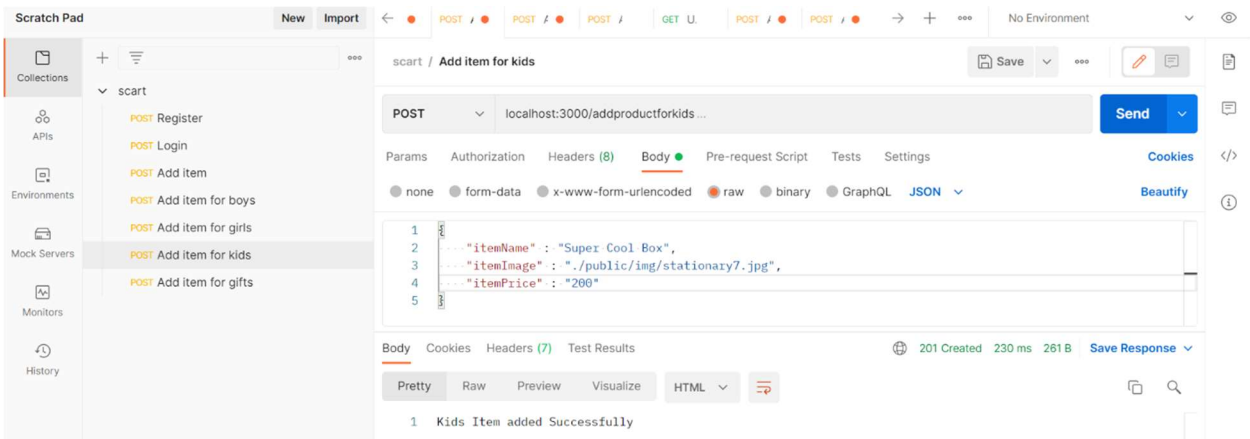 Scratch Pad New Import POST POST POST GET U. POST POST No Environment
Collections
APIs
Environments
Mock Servers
Monitors
History
scart
POST Register
POST Login
POST Add item
POST Add item for boys
POST Add item for girls
POST Add item for kids
POST Add item for gifts
scart / Add item for kids Save
POST localhost:3000/addproductforkids ... Send
Params Authorization Headers (8) Body Pre-request Script Tests Settings Cookies
none form-data x-www-form-urlencoded raw binary GraphQL JSON Beautify
1 {
2 "itemName" : "Super Cool Box",
3 "itemImage" : "./public/img/stationary7.jpg",
4 "itemPrice" : "200"
5 }
Body Cookies Headers (7) Test Results 201 Created 230 ms 261 B Save Response
Pretty Raw Preview Visualize HTML
1 Kids Item added Successfully